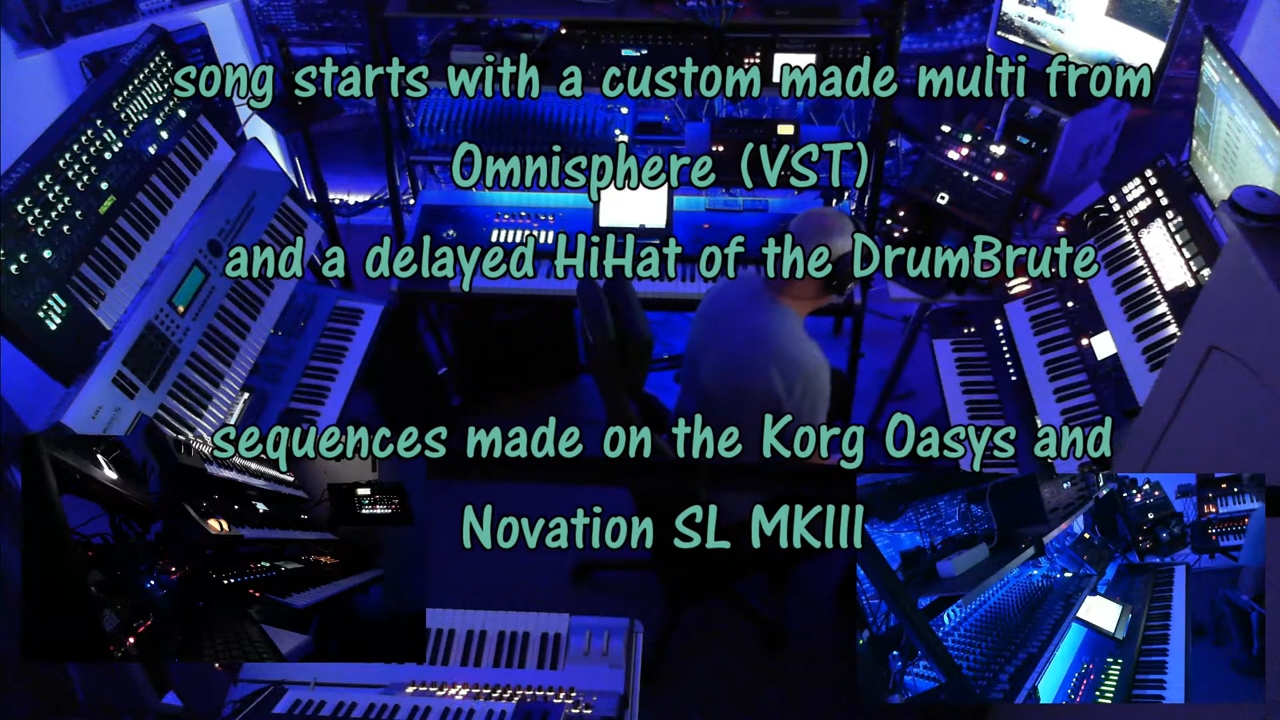 song starts with a custom made multi from
Omnisphere (VST)
and a delayed HiHat of the DrumBrute
sequences made on the Korg Oasys and
Novation SL MKIII